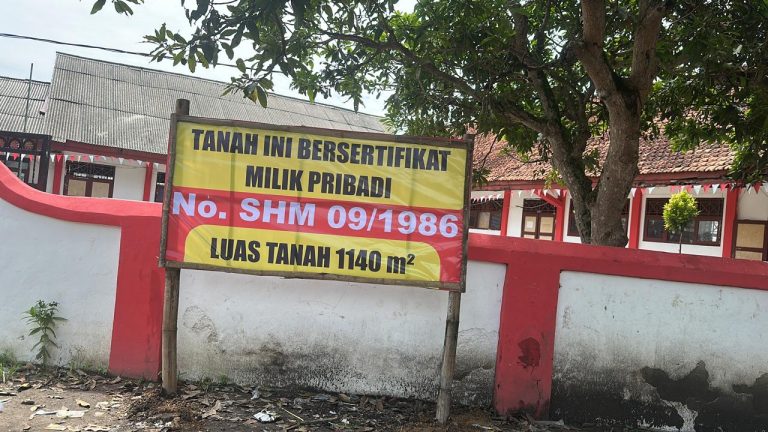 TANAH INI BERSERTIFIKAT
MILIK PRIBADI
No. SHM 09/1986
LUAS TANAH 1140 m²